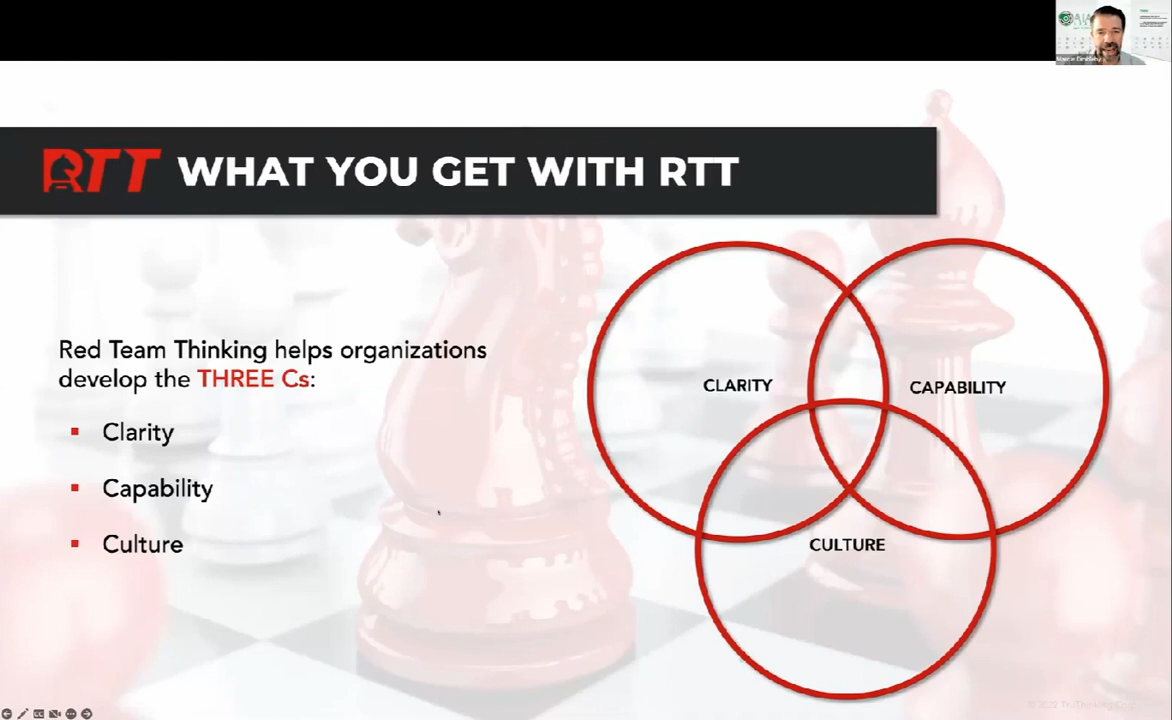 RTT WHAT YOU GET WITH RTT
Red Team Thinking helps organizations
develop the THREE Cs:
▪ Clarity
▪ Capability
▪ Culture
CLARITY
CAPABILITY
CULTURE